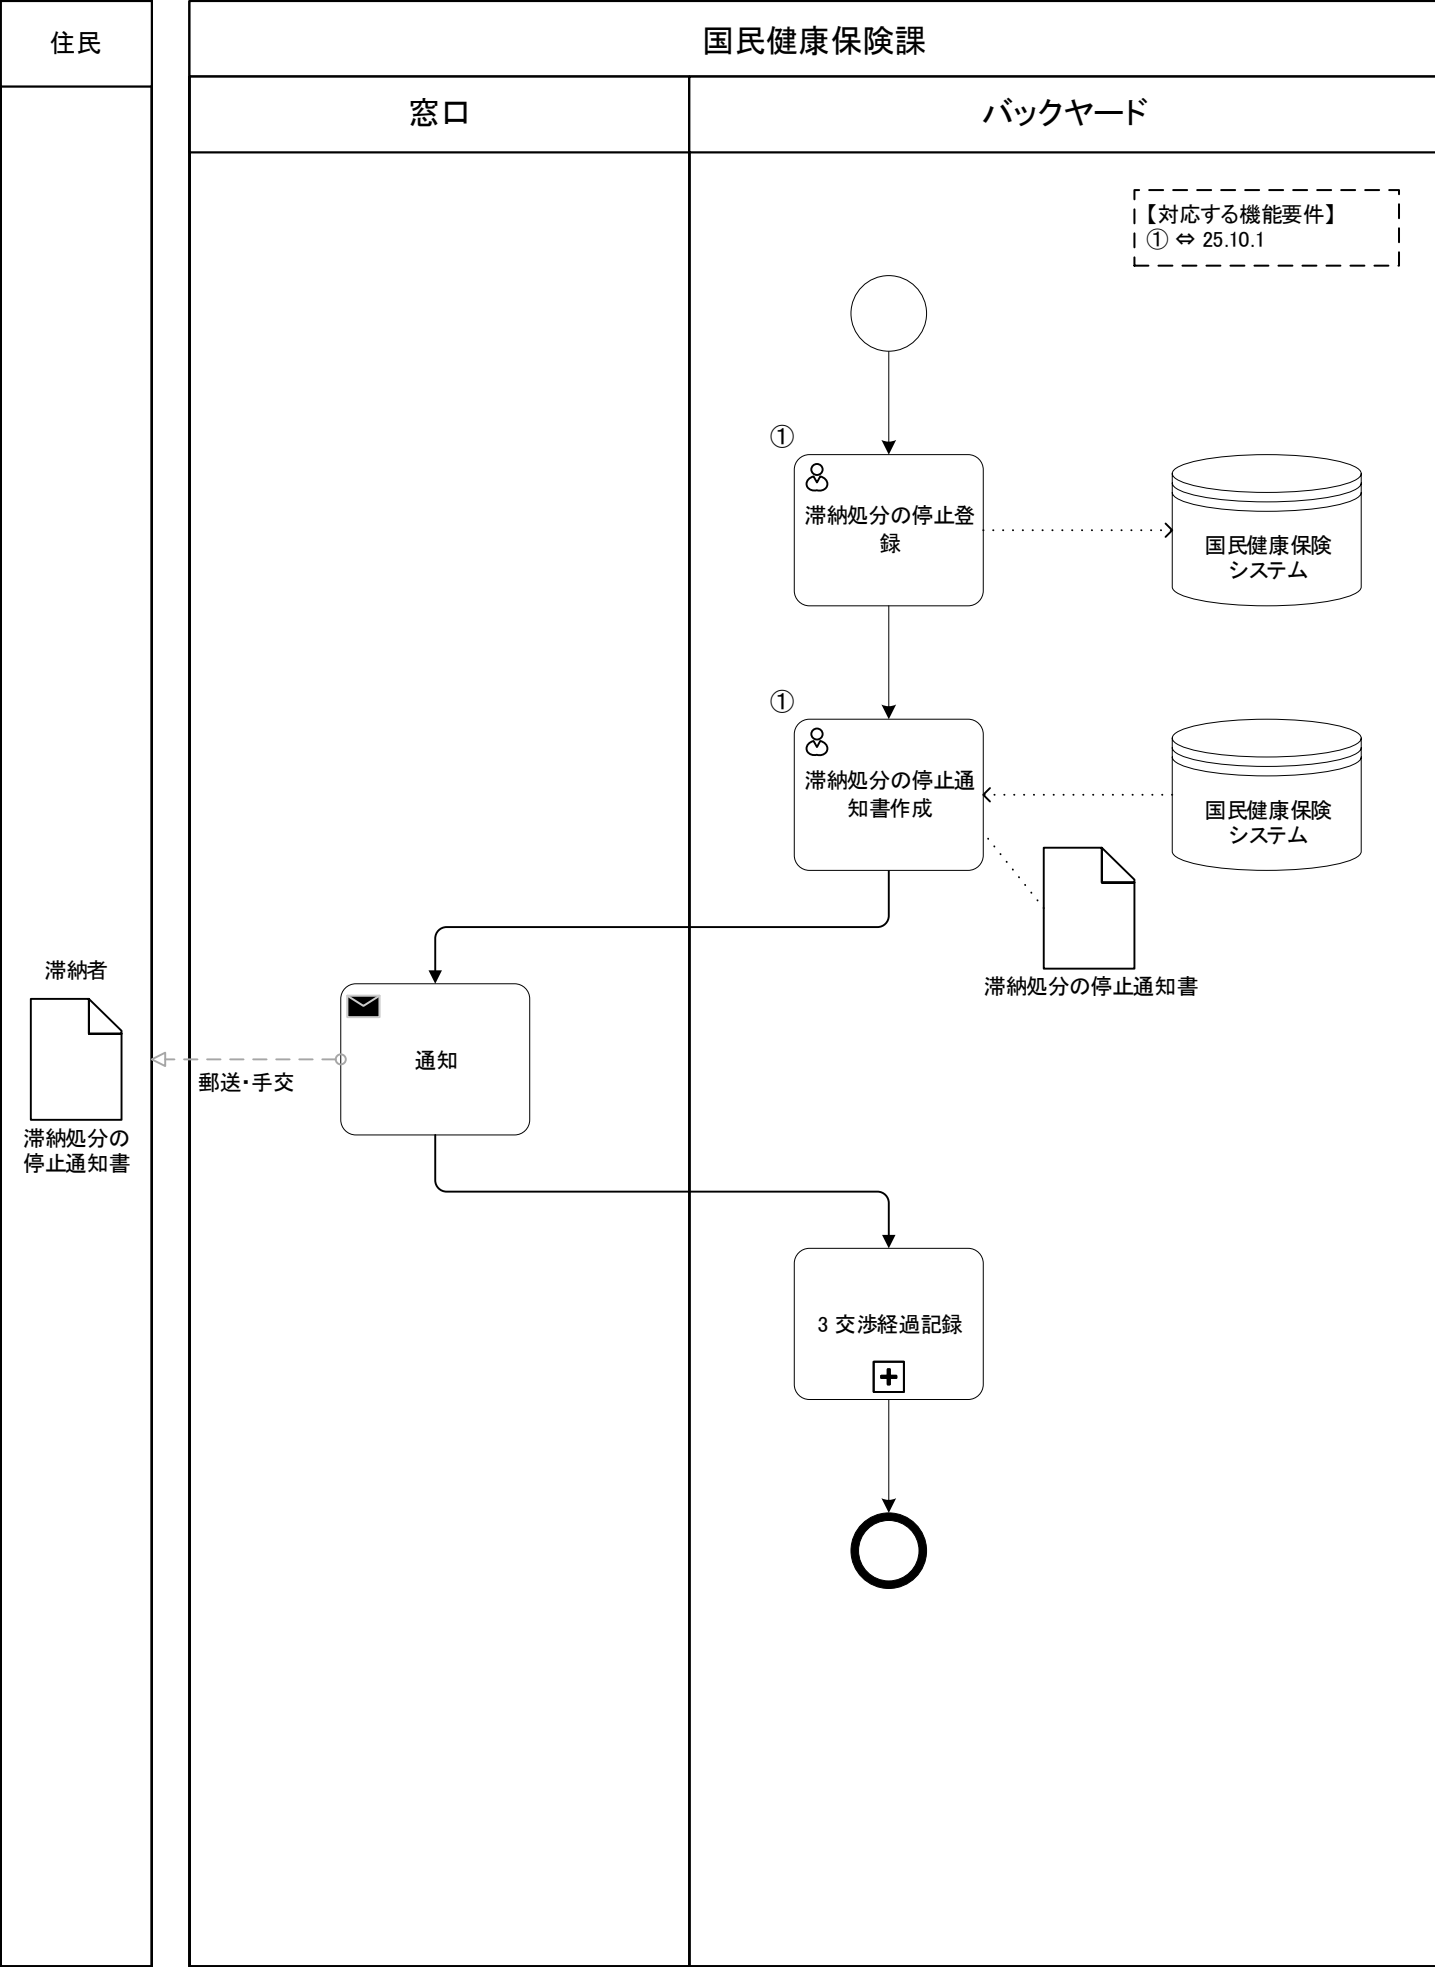 住民
国民健康保険課
窓口
バックヤード
【対応する機能要件】
① ⇔ 25.10.1
①
滞納処分の停止登
録
国民健康保険
システム
①
滞納処分の停止通
知書作成
国民健康保険
システム
滞納処分の停止通知書
滞納者
滞納処分の
停止通知書
郵送・手交
通知
3 交渉経過記録